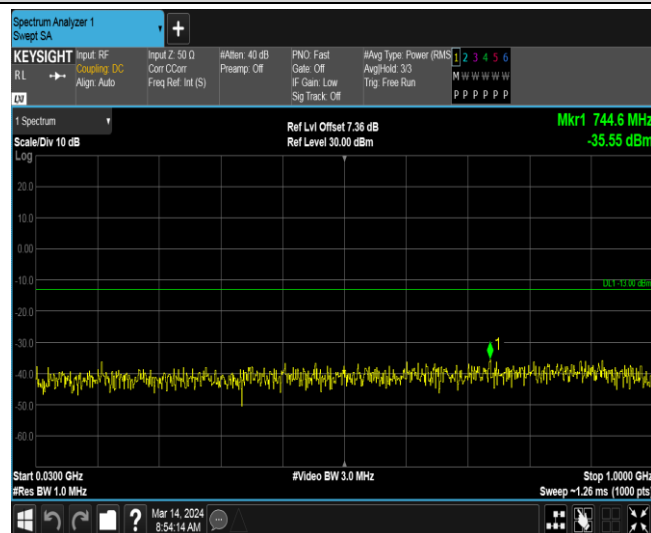 Spectrum Analyzer 1
Swept SA
KEYSIGHT
RL
Input: RF
Coupling: DC
Align: Auto
Input Z: 50 Ω
Corr CCorr
Freq Ref: Int (S)
#Atten: 40 dB
Preamp: Off
PNO: Fast
Gate: Off
IF Gain: Low
Sig Track: Off
#Avg Type: Power (RMS
Avg|Hold: 3/3
Trig: Free Run
1 2 3 4 5 6
M W W W W W
P P P P P P
1 Spectrum
Scale/Div 10 dB
Log
Ref Lvl Offset 7.36 dB
Ref Level 30.00 dBm
Mkr1 744.6 MHz
-35.55 dBm
20.0
10.0
0.00
-10.0
DL1 -13.00 dBm
-20.0
-30.0
1
-40.0
-50.0
-60.0
Start 0.0300 GHz
#Res BW 1.0 MHz
#Video BW 3.0 MHz
Stop 1.0000 GHz
Sweep ~1.26 ms (1000 pts)
Mar 14, 2024
8:54:14 AM